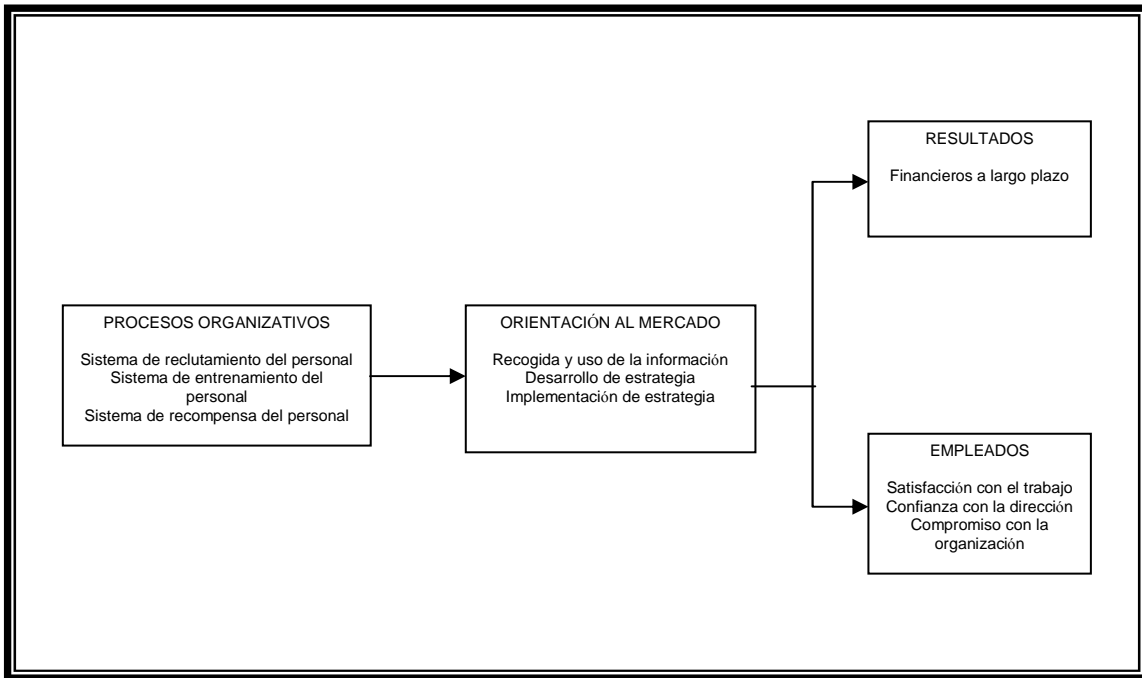 PROCESOS ORGANIZATIVOS
Sistema de reclutamiento del personal
Sistema de entrenamiento del
personal
Sistema de recompensa del personal
ORIENTACIÓN AL MERCADO
Recogida y uso de la información
Desarrollo de estrategia
Implementación de estrategia
RESULTADOS
Financieros a largo plazo
EMPLEADOS
Satisfacción con el trabajo
Confianza con la dirección
Compromiso con la
organización